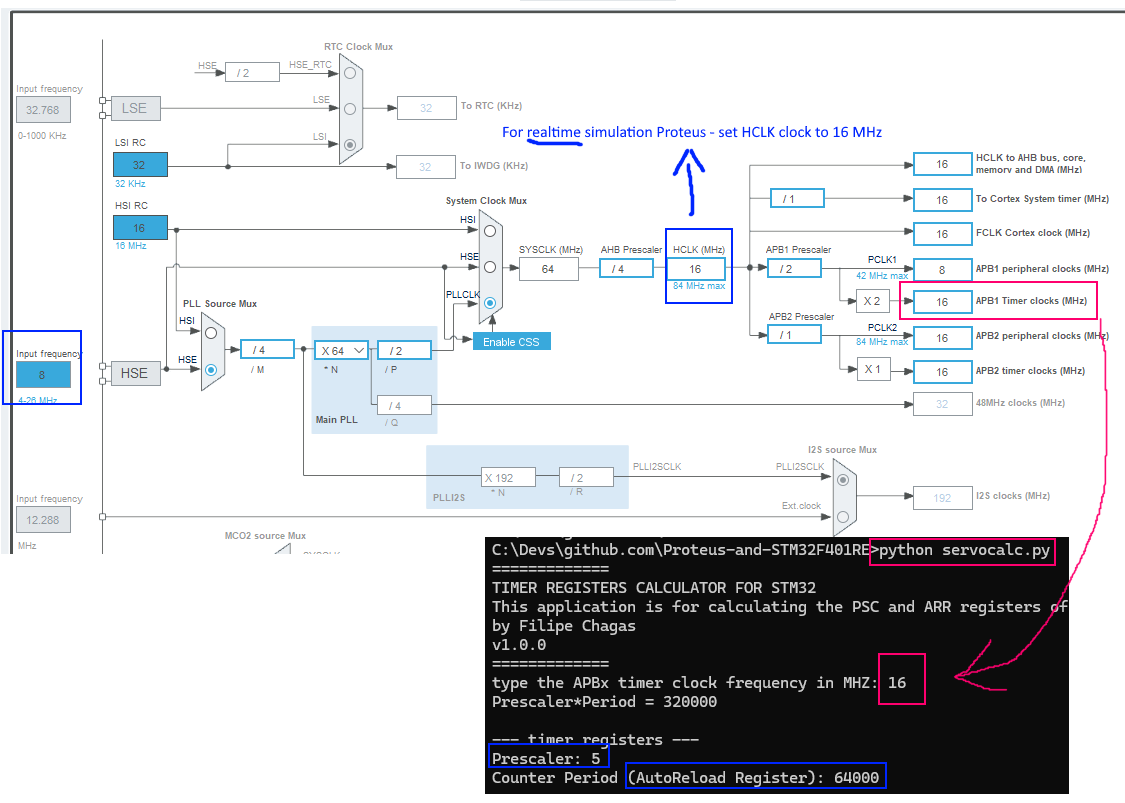 RTC Clock Mux
HSE
/ 2
HSE_RTC
Input frequency
32.768
0-1000 KHz
LSE
LSE
32
To RTC (KHz)
LSI RC
32
32 KHz
LSI
32
To IWDG (KHz)
For realtime simulation Proteus - set HCLK clock to 16 MHz
HSI RC
16
16 MHz
System Clock Mux
HSI
HSE
PLLCLK
SYSCLK (MHz)
64
AHB Prescaler
/ 4
HCLK (MHz)
16
84 MHz max
16
HCLK to AHB bus, core,
memory and DMA (MHz)
/ 1
16
To Cortex System timer (MHz)
16
FCLK Cortex clock (MHz)
APB1 Prescaler
/ 2
PCLK1
42 MHz max
8
APB1 peripheral clocks (MHz)
X 2
16
APB1 Timer clocks (MHz)
APB2 Prescaler
/ 1
PCLK2
84 MHz max
16
APB2 peripheral clocks (MHz)
X 1
16
APB2 timer clocks (MHz)
PLL Source Mux
HSI
HSE
Input frequency
8
4-26 MHz
HSE
/ 4
/ M
X 64
* N
/ 2
/ P
Enable CSS
/ 4
/ Q
Main PLL
32
48MHz clocks (MHz)
X 192
* N
/ 2
/ R
PLLI2S
PLLI2SCLK
I2S source Mux
PLLI2SCLK
Ext.clock
192
I2S clocks (MHz)
Input frequency
12.288
MHz
MCO2 source Mux
C:\Devs\github.com\Proteus-and-STM32F401RE>python servocalc.py
=============
TIMER REGISTERS CALCULATOR FOR STM32
This application is for calculating the PSC and ARR registers of
by Filipe Chagas
v1.0.0
=============
type the APBx timer clock frequency in MHZ: 16
Prescaler*Period = 320000
--- timer registers ---
Prescaler: 5
Counter Period (AutoReload Register): 64000